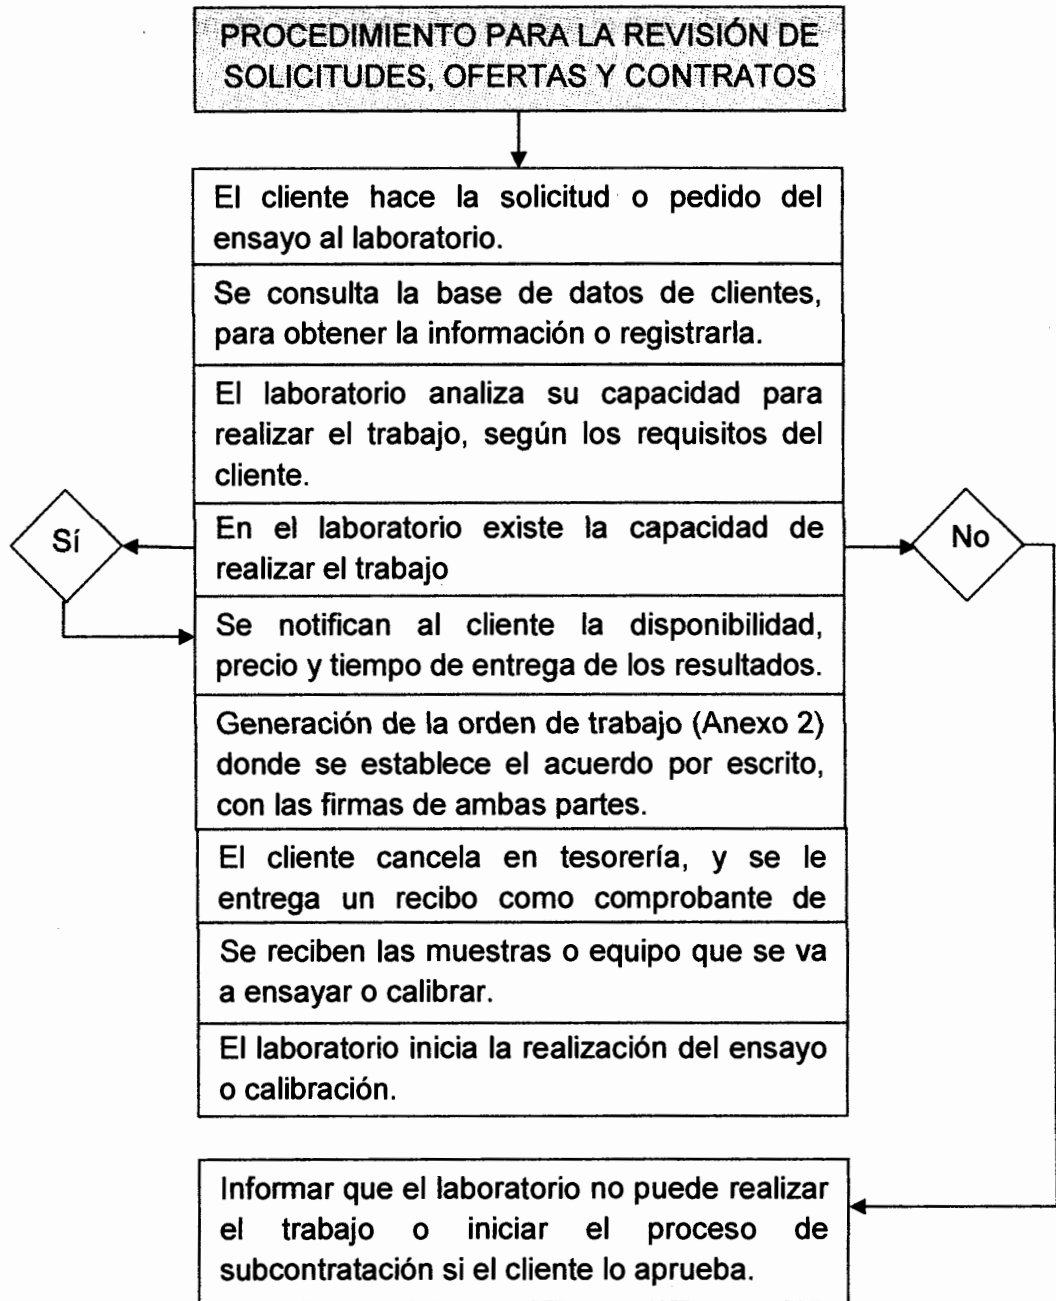 PROCEDIMIENTO PARA LA REVISIÓN DE
SOLICITUDES, OFERTAS Y CONTRATOS
El cliente hace la solicitud o pedido del
ensayo al laboratorio.
Se consulta la base de datos de clientes,
para obtener la información o registrarla.
El laboratorio analiza su capacidad para
realizar el trabajo, según los requisitos del
cliente.
Sí
En el laboratorio existe la capacidad de
realizar el trabajo
No
Se notifican al cliente la disponibilidad,
precio y tiempo de entrega de los resultados.
Generación de la orden de trabajo (Anexo 2)
donde se establece el acuerdo por escrito,
con las firmas de ambas partes.
El cliente cancela en tesorería, y se le
entrega un recibo como comprobante de
Se reciben las muestras o equipo que se va
a ensayar o calibrar.
El laboratorio inicia la realización del ensayo
o calibración.
Informar que el laboratorio no puede realizar
el trabajo o iniciar el proceso de
subcontratación si el cliente lo aprueba.